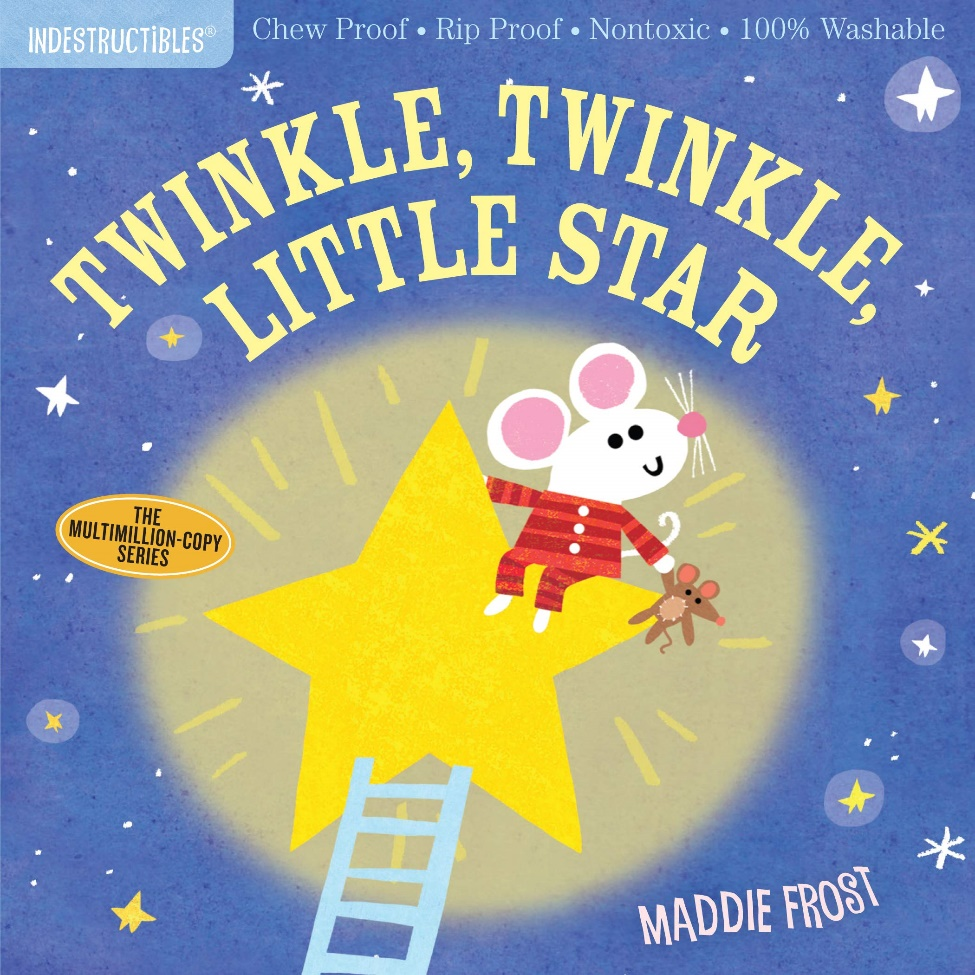 INDESTRUCTIBLES®
Chew Proof • Rip Proof • Nontoxic • 100% Washable
TWINKLE, TWINKLE,
LITTLE STAR
THE
MULTIMILLION-COPY
SERIES
MADDIE FROST